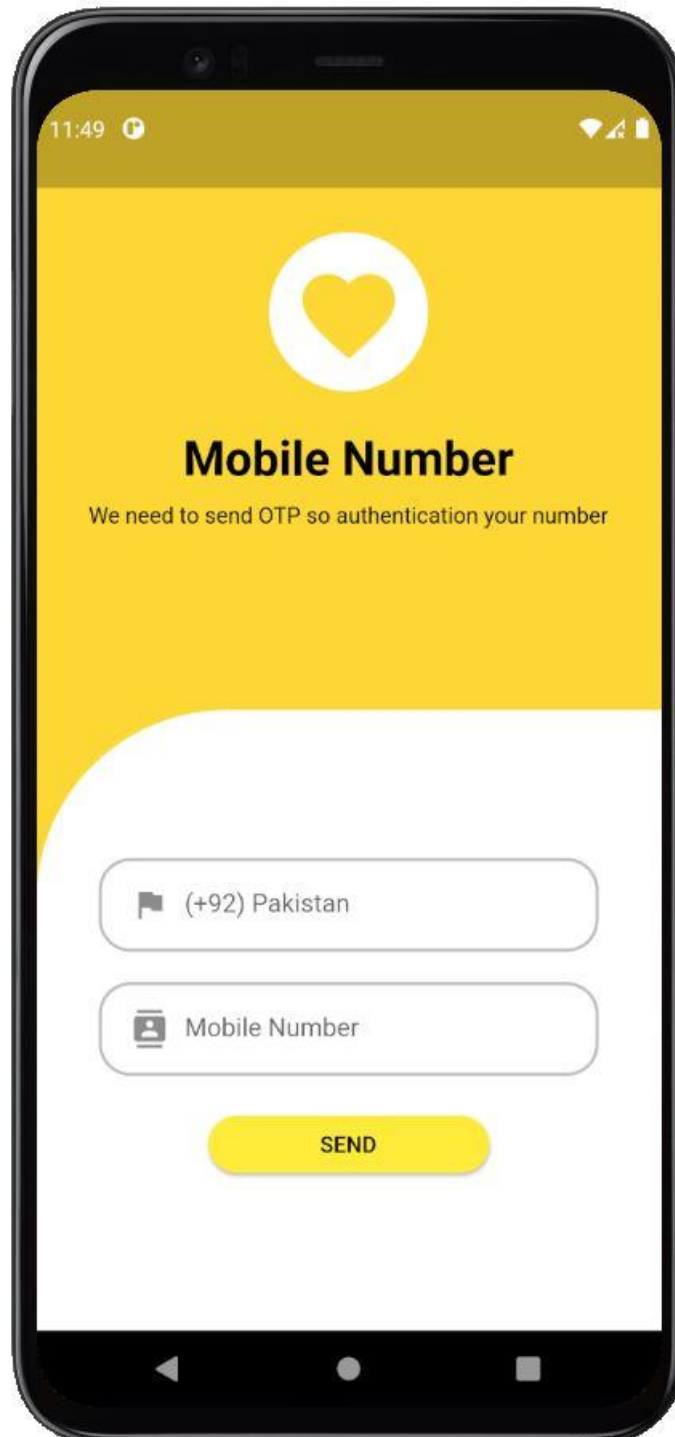 11:49
Mobile Number
We need to send OTP so authentication your number
(+92) Pakistan
Mobile Number
SEND